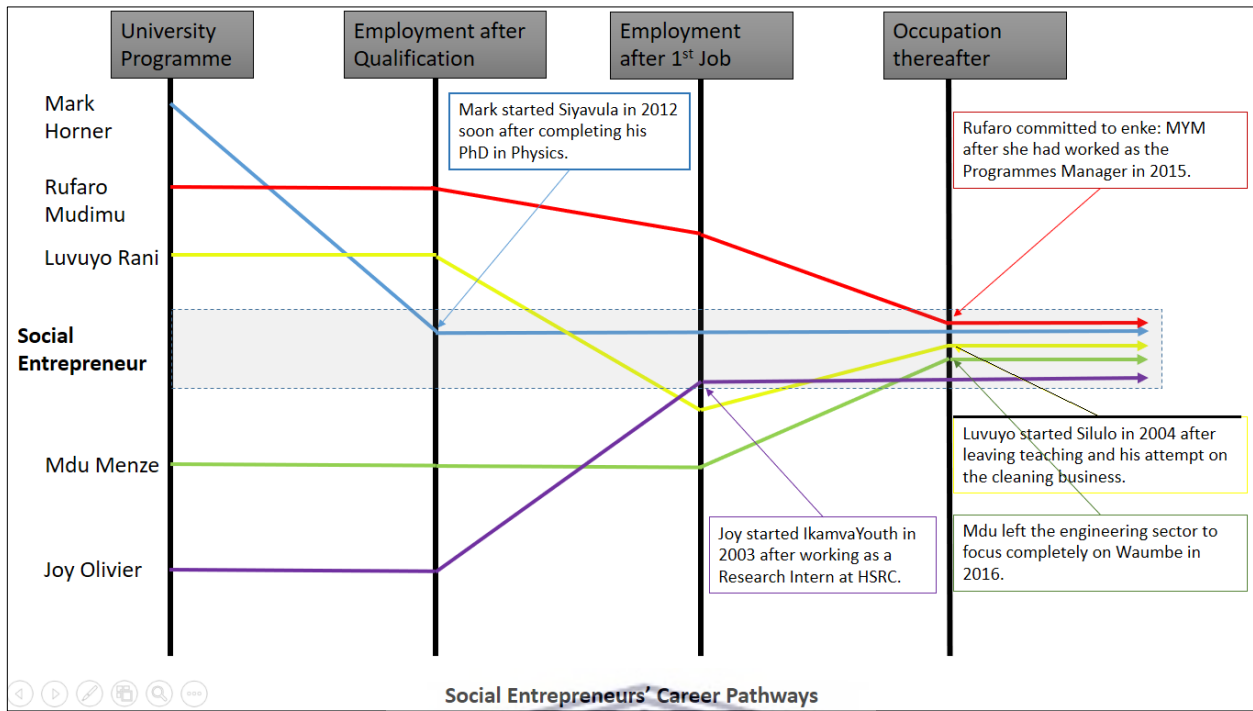 University
Programme
Employment after
Qualification
Employment
after 1st Job
Occupation
thereafter
Mark
Horner
Rufaro
Mudimu
Luvuyo Rani
Social
Entrepreneur
Mdu Menze
Joy Olivier
Mark started Siyavula in 2012
soon after completing his
PhD in Physics.
Rufaro committed to enke: MYM
after she had worked as the
Programmes Manager in 2015.
Luvuyo started Silulo in 2004 after
leaving teaching and his attempt on
the cleaning business.
Joy started IkamvaYouth in
2003 after working as a
Research Intern at HSRC.
Mdu left the engineering sector to
focus completely on Waumbe in
2016.
Social Entrepreneurs' Career Pathways